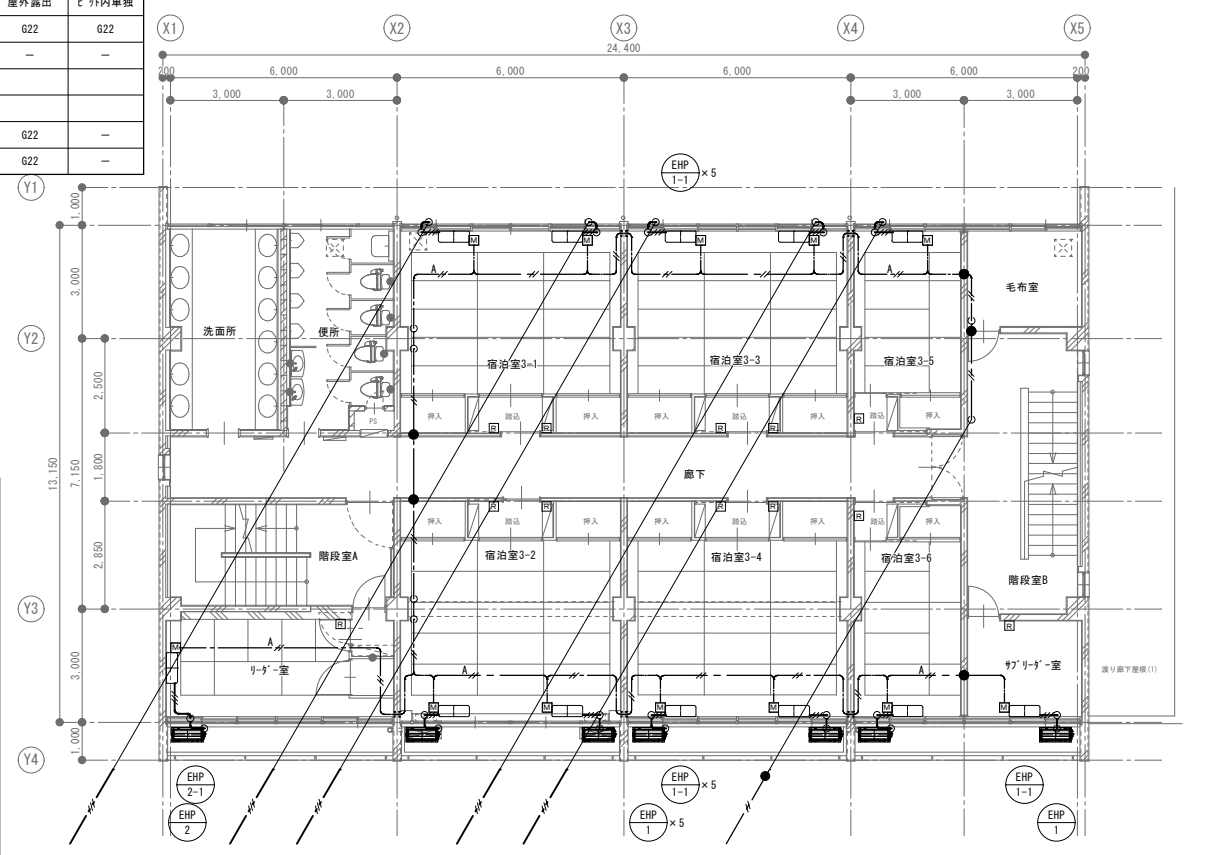 屋外露出 ピット内単独
G22 G22
— —
G22 —
G22 —
X1 X2 X3 X4 X5
24,400
200 6,000 6,000 6,000 6,000 200
3,000 3,000 3,000 3,000
Y1
EHP
1-1 ×5
1,000
M M M M M
A A
3,000
毛布室
洗面所 便所
Y2
宿泊室3-1 宿泊室3-3 宿泊室3-5
2,500
押入 踏込 押入 押入 踏込 押入 踏込 押入
PS
R R R R R
13,150 7,150 1,800
廊下
R R R R R
押入 踏込 押入 押入 踏込 押入 踏込 押入
2,850
階段室A 宿泊室3-2 宿泊室3-4 宿泊室3-6
階段室B
Y3
R R
M A
リーダー室 A A サブリーダー室 渡り廊下屋根(1)
3,000
M M M M M M
1,000
Y4
EHP
2-1
EHP
1-1 ×5
EHP
1-1
EHP
2
EHP
1 ×5
EHP
1